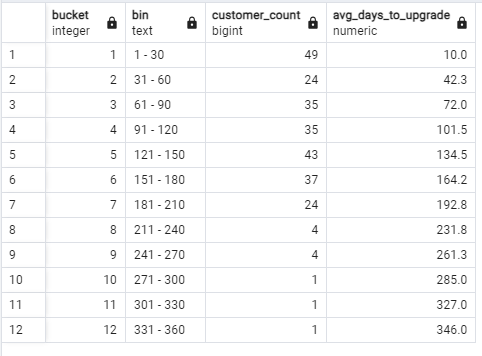 bucket bin customer_count avg_days_to_upgrade
integer text bigint numeric
1 1 1 - 30 49 10.0
2 2 31 - 60 24 42.3
3 3 61 - 90 35 72.0
4 4 91 - 120 35 101.5
5 5 121 - 150 43 134.5
6 6 151 - 180 37 164.2
7 7 181 - 210 24 192.8
8 8 211 - 240 4 231.8
9 9 241 - 270 4 261.3
10 10 271 - 300 1 285.0
11 11 301 - 330 1 327.0
12 12 331 - 360 1 346.0